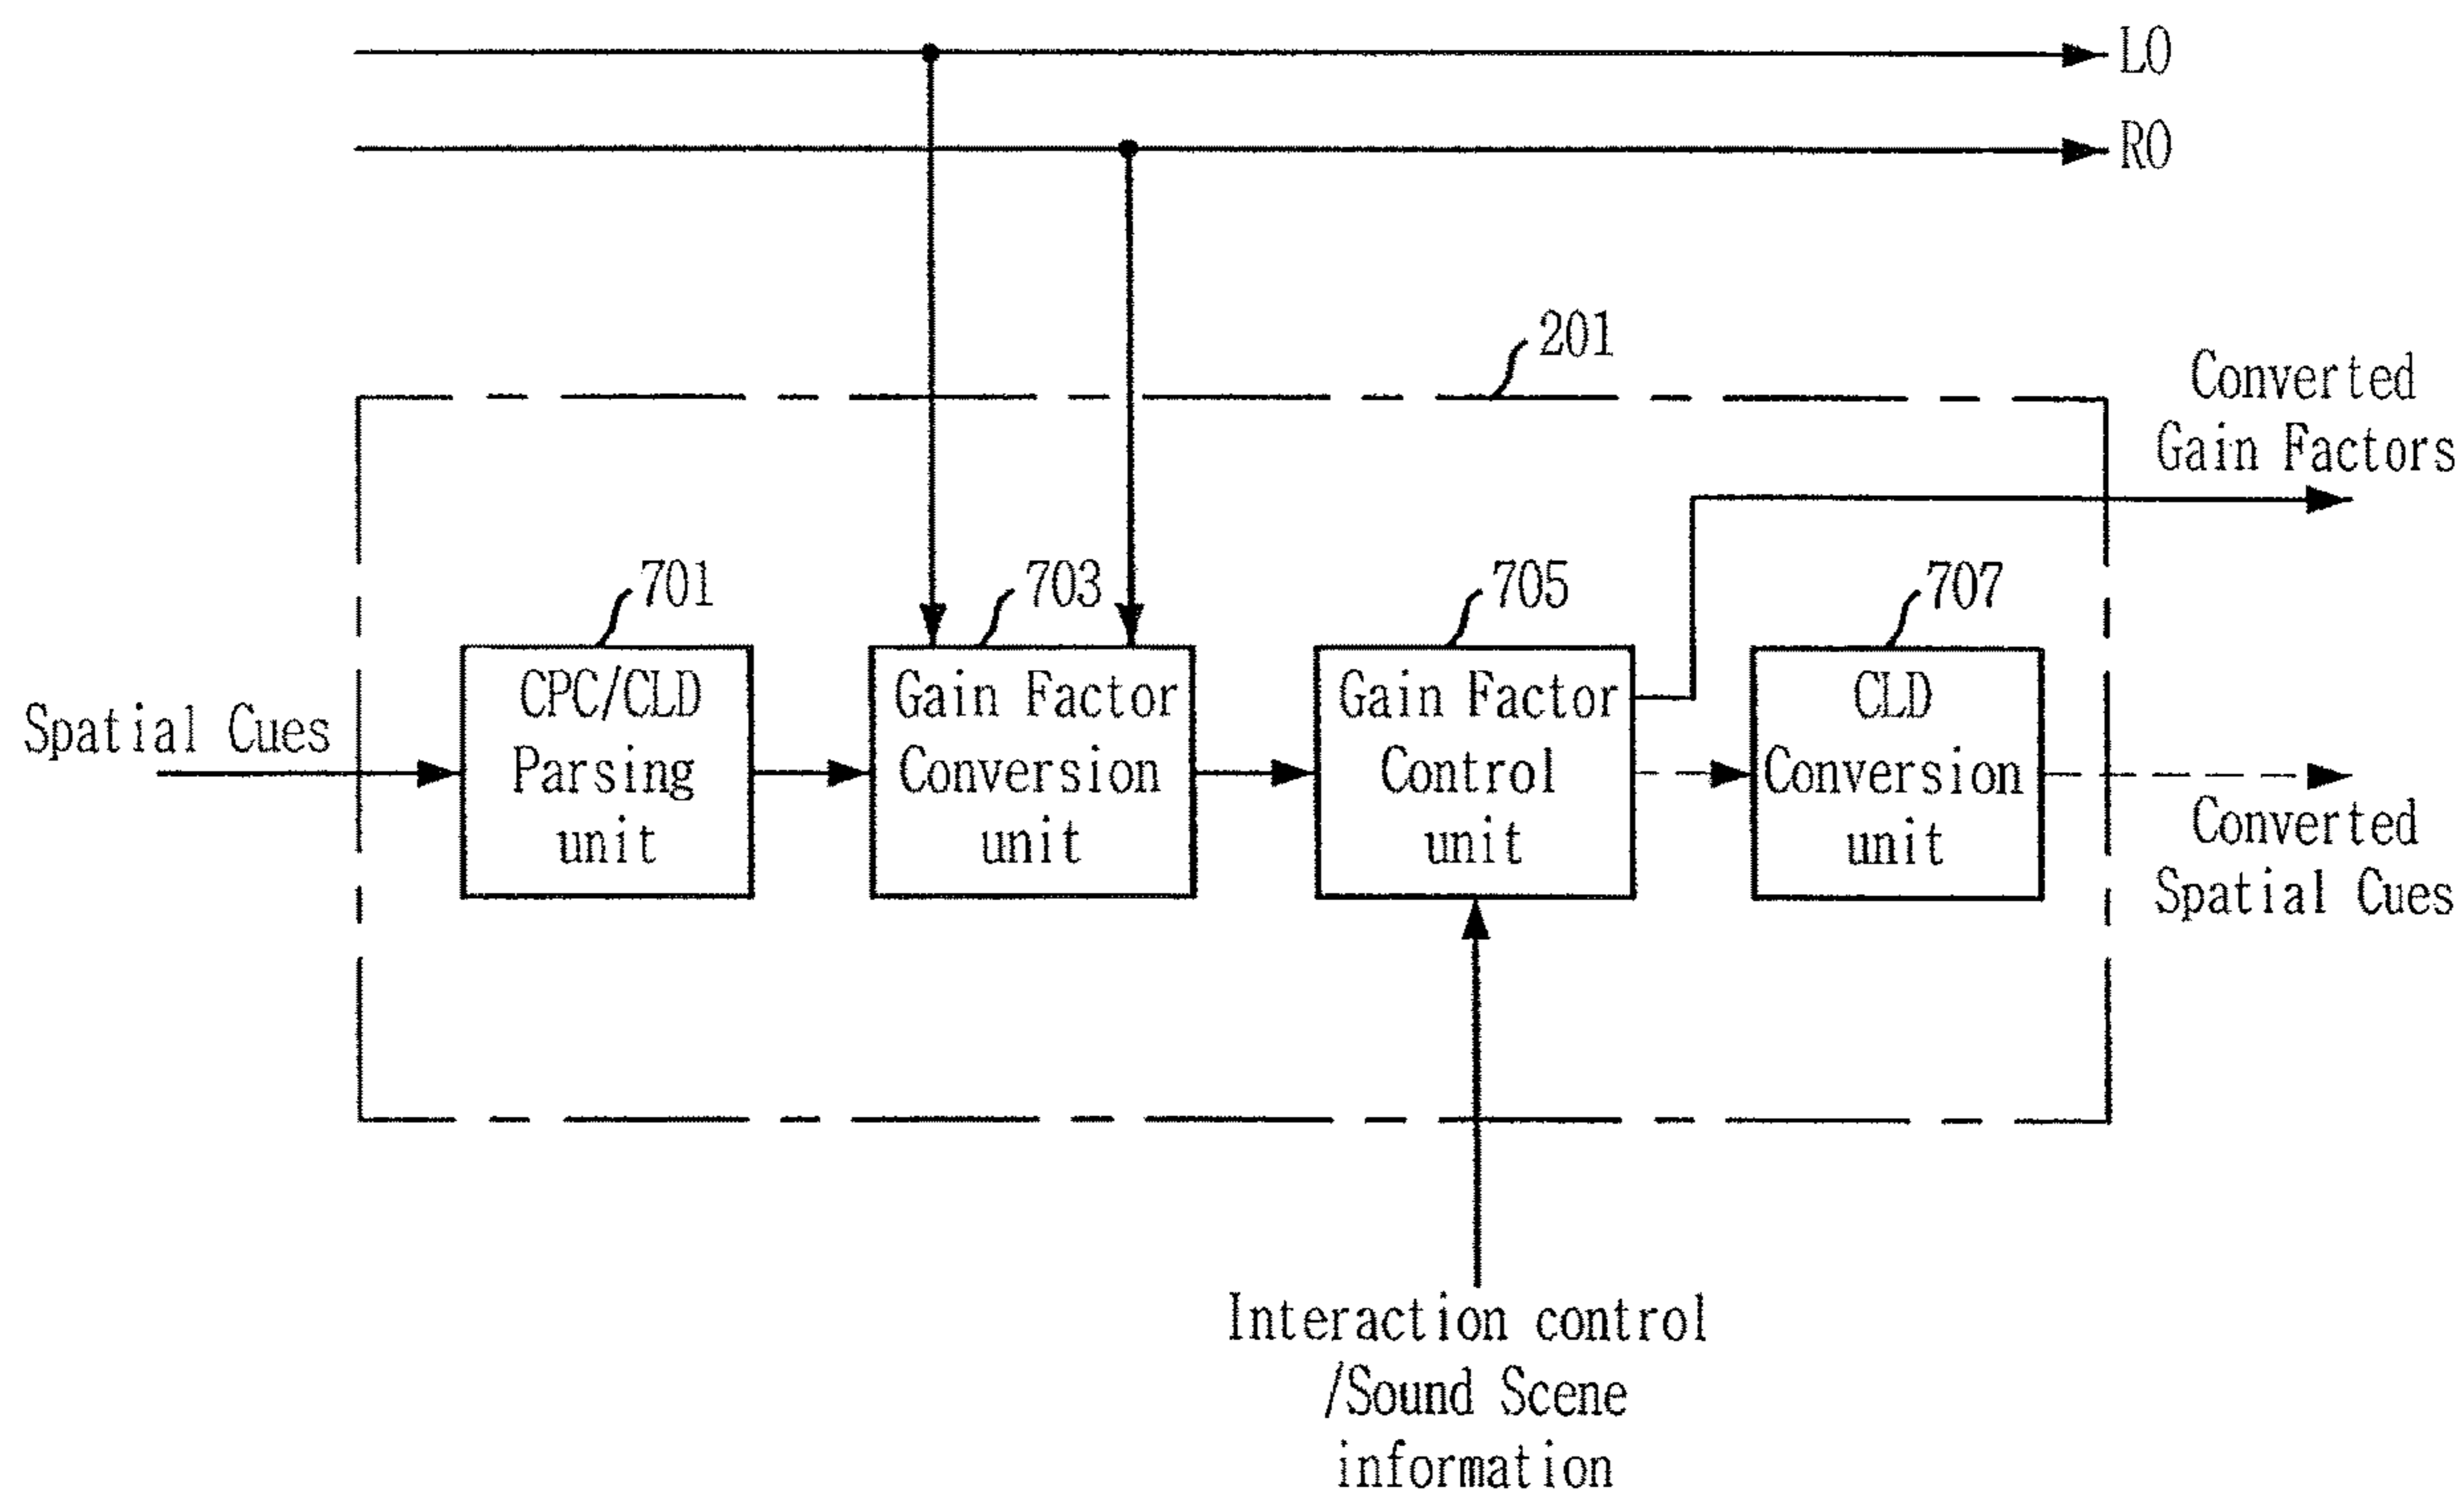 LO
RO
201
Converted
Gain Factors
701
703
705
707
Spatial Cues
CPC/CLD
Parsing
unit
Gain Factor
Conversion
unit
Gain Factor
Control
unit
CLD
Conversion
unit
Converted
Spatial Cues
Interaction control
/Sound Scene
information